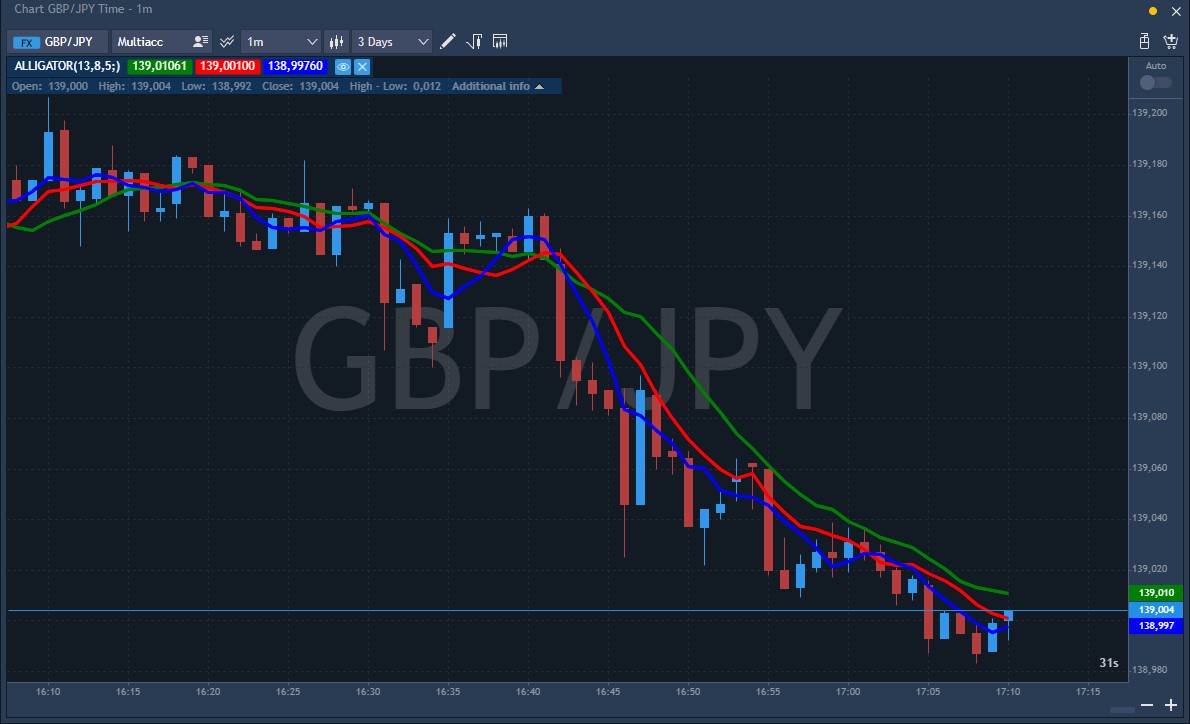 Chart GBP/JPY Time - 1m
FX GBP/JPY Multiacc 1m 3 Days
ALLIGATOR(13,8,5;) 139,01061 139,00100 138,99760
Auto
Open: 139,000 High: 139,004 Low: 138,992 Close: 139,004 High - Low: 0,012 Additional info
139,200
139,180
139,160
139,140
139,120
GBP/JPY
139,100
139,080
139,060
139,040
139,020
139,010
139,004
138,997
31s
138,980
16:10 16:15 16:20 16:25 16:30 16:35 16:40 16:45 16:50 16:55 17:00 17:05 17:10 17:15